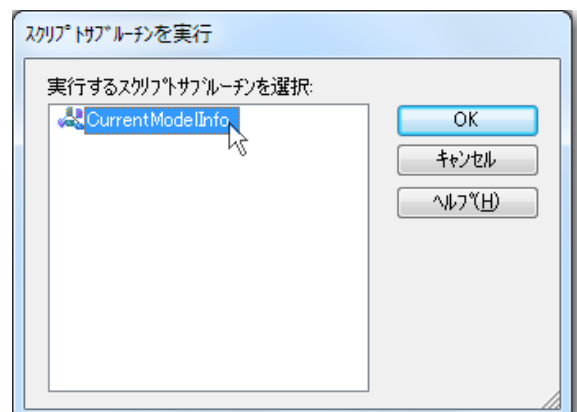 ｽｸﾘﾌﾟﾄｻﾌﾞﾙｰﾁﾝを実行
実行するｽｸﾘﾌﾟﾄｻﾌﾞﾙｰﾁﾝを選択:
CurrentModelInfo
OK
ｷｬﾝｾﾙ
ﾍﾙﾌﾟ(H)